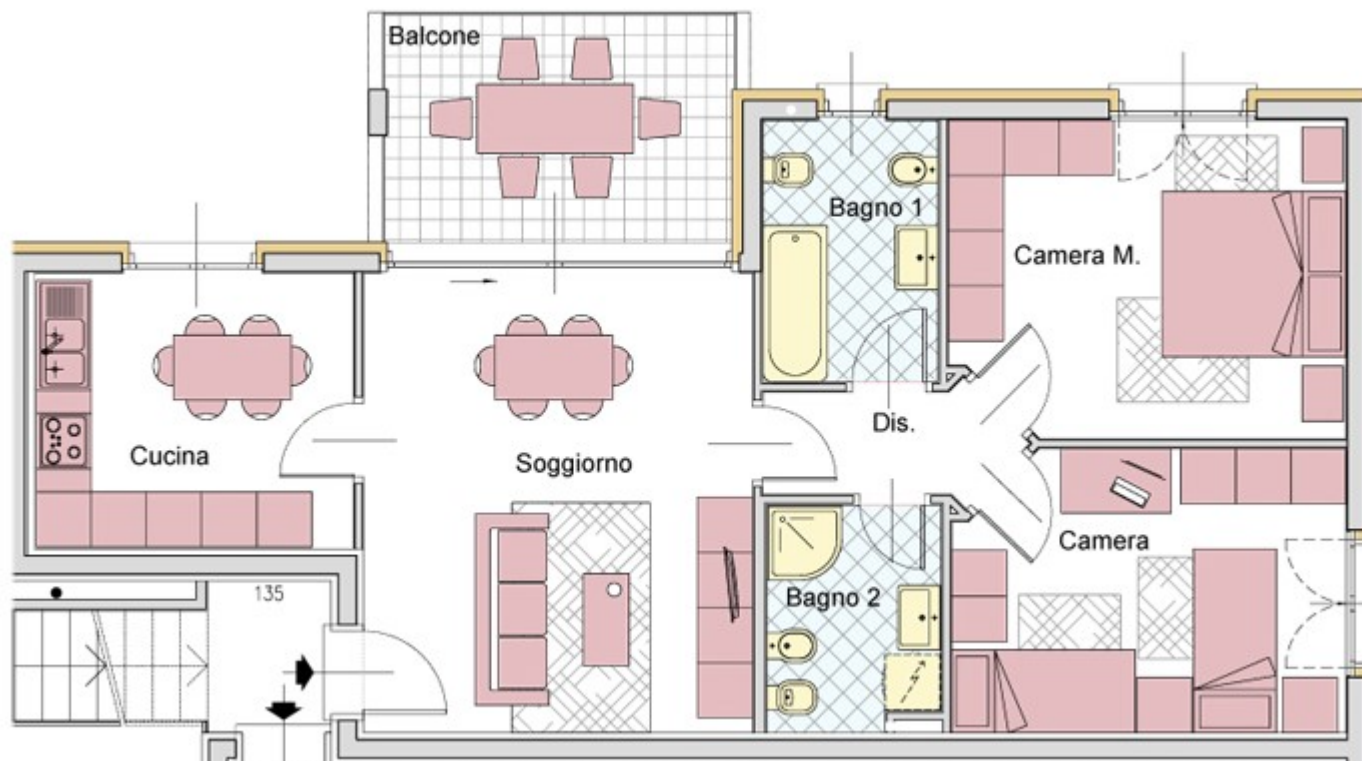 Balcone
Bagno 1
Camera M.
Dis.
Cucina
Soggiorno
Camera
Bagno 2
135